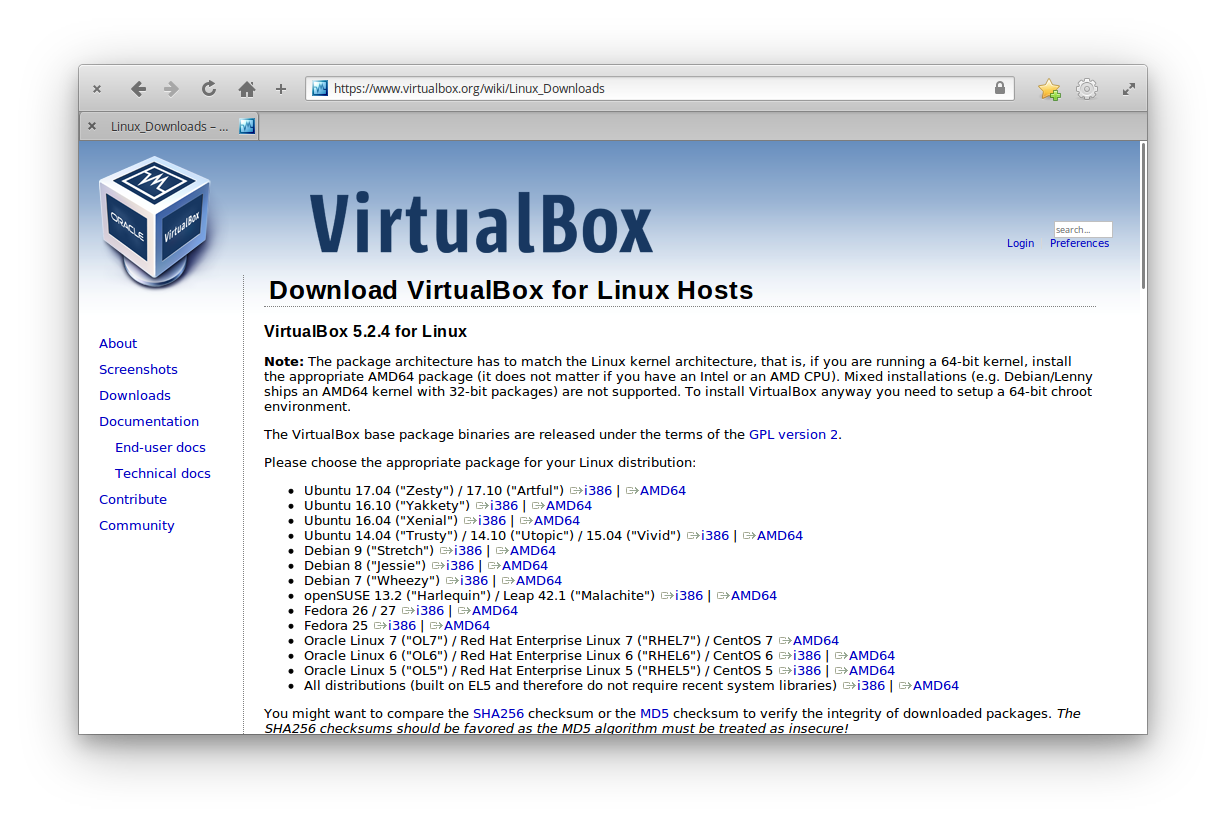 https://www.virtualbox.org/wiki/Linux_Downloads
Linux_Downloads – ...
ORACLE
VirtualBox
VirtualBox
search...
Login Preferences
Download VirtualBox for Linux Hosts
About
Screenshots
Downloads
Documentation
End-user docs
Technical docs
Contribute
Community
VirtualBox 5.2.4 for Linux
Note: The package architecture has to match the Linux kernel architecture, that is, if you are running a 64-bit kernel, install
the appropriate AMD64 package (it does not matter if you have an Intel or an AMD CPU). Mixed installations (e.g. Debian/Lenny
ships an AMD64 kernel with 32-bit packages) are not supported. To install VirtualBox anyway you need to setup a 64-bit chroot
environment.
The VirtualBox base package binaries are released under the terms of the GPL version 2.
Please choose the appropriate package for your Linux distribution:
• Ubuntu 17.04 ("Zesty") / 17.10 ("Artful") i386 | AMD64
• Ubuntu 16.10 ("Yakkety") i386 | AMD64
• Ubuntu 16.04 ("Xenial") i386 | AMD64
• Ubuntu 14.04 ("Trusty") / 14.10 ("Utopic") / 15.04 ("Vivid") i386 | AMD64
• Debian 9 ("Stretch") i386 | AMD64
• Debian 8 ("Jessie") i386 | AMD64
• Debian 7 ("Wheezy") i386 | AMD64
• openSUSE 13.2 ("Harlequin") / Leap 42.1 ("Malachite") i386 | AMD64
• Fedora 26 / 27 i386 | AMD64
• Fedora 25 i386 | AMD64
• Oracle Linux 7 ("OL7") / Red Hat Enterprise Linux 7 ("RHEL7") / CentOS 7 AMD64
• Oracle Linux 6 ("OL6") / Red Hat Enterprise Linux 6 ("RHEL6") / CentOS 6 i386 | AMD64
• Oracle Linux 5 ("OL5") / Red Hat Enterprise Linux 5 ("RHEL5") / CentOS 5 i386 | AMD64
• All distributions (built on EL5 and therefore do not require recent system libraries) i386 | AMD64
You might want to compare the SHA256 checksum or the MD5 checksum to verify the integrity of downloaded packages. The
SHA256 checksums should be favored as the MD5 algorithm must be treated as insecure!